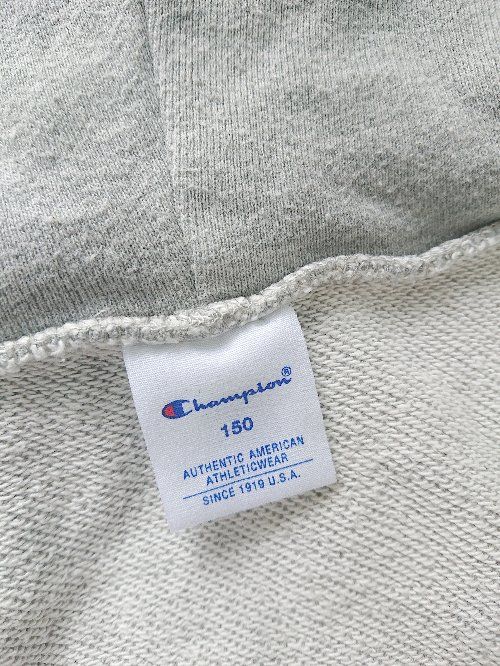 Champion®
150
AUTHENTIC AMERICAN
ATHLETICWEAR
SINCE 1919 U.S.A.